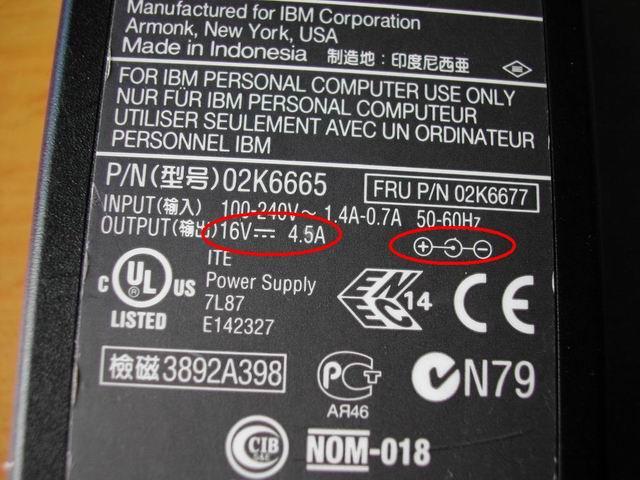 Manufactured for IBM Corporation
Armonk, New York, USA
Made in Indonesia 制造地:印度尼西亜
FOR IBM PERSONAL COMPUTER USE ONLY
NUR FÜR IBM PERSONAL COMPUTEUR
UTILISER SEULEMENT AVEC UN ORDINATEUR
PERSONNEL IBM
P/N(型号)02K6665
FRU P/N 02K6677
INPUT(输入) 100-240V~ 1.4A-0.7A 50-60Hz
OUTPUT(输出)16V⎓ 4.5A
ITE
Power Supply
7L87
E142327
c UL US
LISTED
ENEC 14
CE
檢磁3892A398
PCT
АЯ46
N79
CIB
S&E
NOM-018